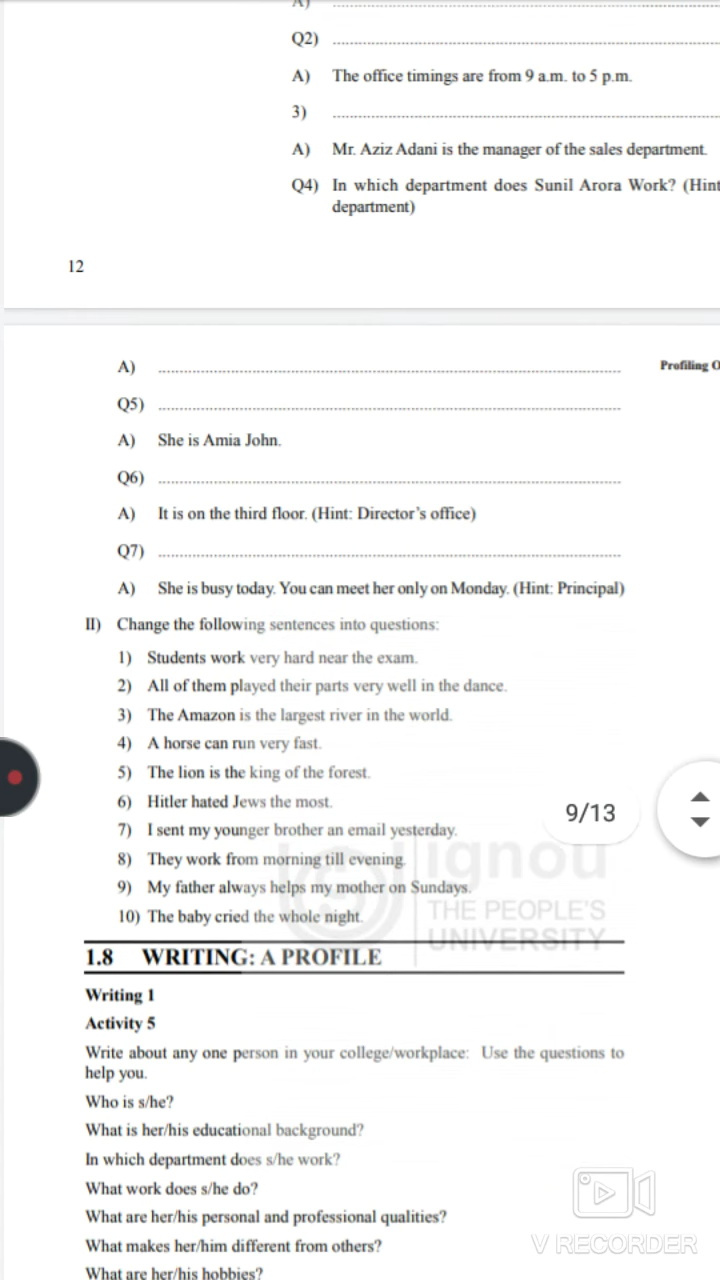 A)
Q2) ........................................................................
A) The office timings are from 9 a.m. to 5 p.m.
3) ........................................................................
A) Mr. Aziz Adani is the manager of the sales department.
Q4) In which department does Sunil Arora Work? (Hint
department)
12
A) ........................................................................ Profiling O
Q5) ........................................................................
A) She is Amia John.
Q6) ........................................................................
A) It is on the third floor. (Hint: Director's office)
Q7) ........................................................................
A) She is busy today. You can meet her only on Monday. (Hint: Principal)
II) Change the following sentences into questions:
1) Students work very hard near the exam.
2) All of them played their parts very well in the dance.
3) The Amazon is the largest river in the world.
4) A horse can run very fast.
5) The lion is the king of the forest.
6) Hitler hated Jews the most.
9/13
7) I sent my younger brother an email yesterday.
8) They work from morning till evening.
9) My father always helps my mother on Sundays.
10) The baby cried the whole night.
ignou
THE PEOPLE'S
UNIVERSITY
1.8 WRITING: A PROFILE
Writing 1
Activity 5
Write about any one person in your college/workplace: Use the questions to
help you.
Who is s/he?
What is her/his educational background?
In which department does s/he work?
What work does s/he do?
What are her/his personal and professional qualities?
What makes her/him different from others?
What are her/his hobbies?
V RECORDER